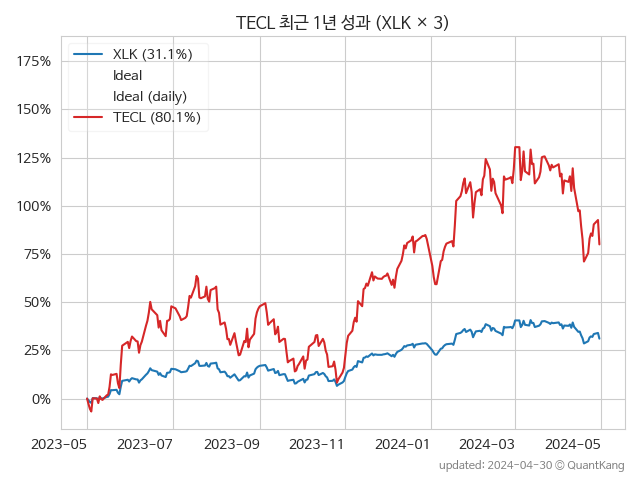 TECL 최근 1년 성과 (XLK × 3)
XLK (31.1%)
Ideal
Ideal (daily)
TECL (80.1%)
175%
150%
125%
100%
75%
50%
25%
0%
2023-05 2023-07 2023-09 2023-11 2024-01 2024-03 2024-05
updated: 2024-04-30 © QuantKang